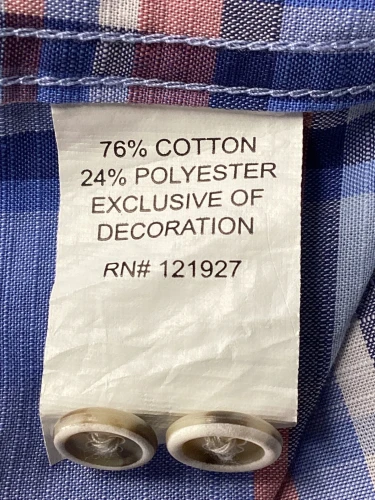 76% COTTON
24% POLYESTER
EXCLUSIVE OF
DECORATION
RN# 121927